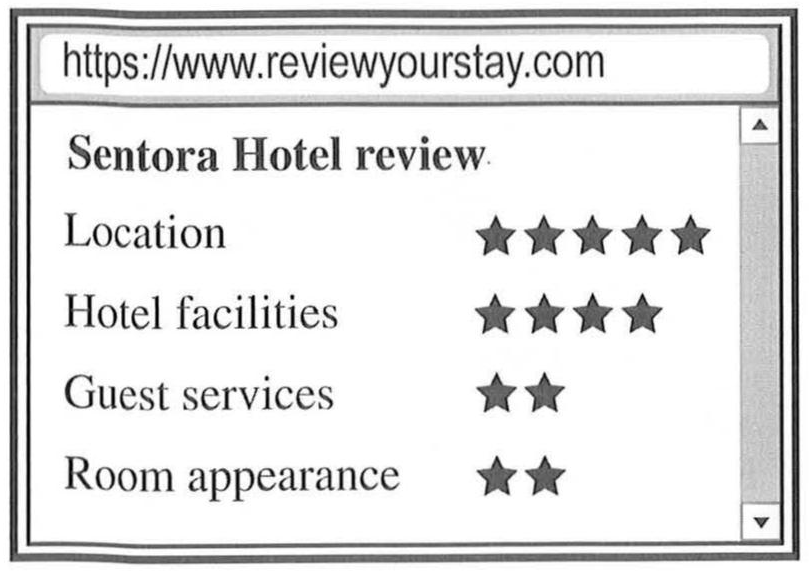 https://www.reviewyourstay.com
Sentora Hotel review
Location ★★★★★
Hotel facilities ★★★★
Guest services ★★
Room appearance ★★